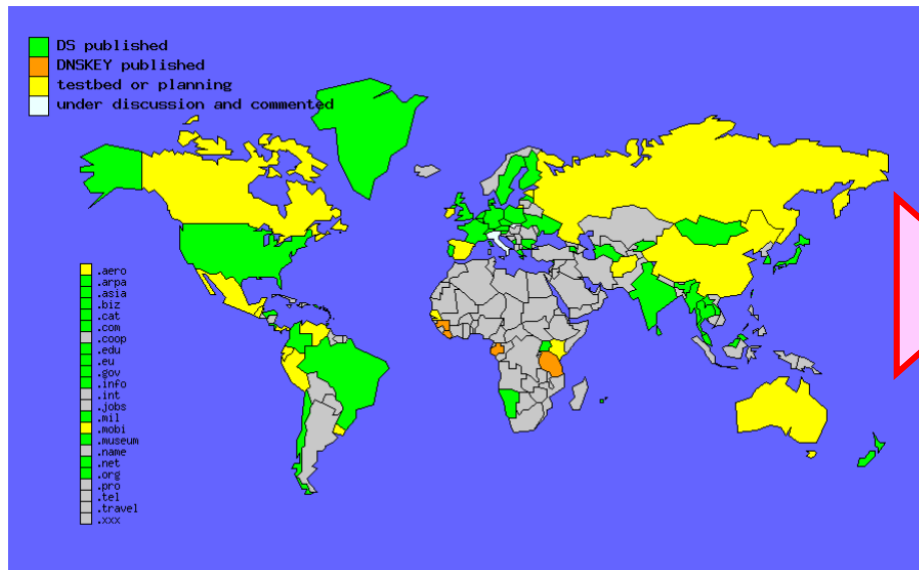 DS published
DNSKEY published
testbed or planning
under discussion and commented
.aero
.arpa
.asia
.biz
.cat
.com
.coop
.edu
.eu
.gov
.info
.int
.jobs
.mil
.mobi
.museum
.name
.net
.org
.pro
.tel
.travel
.xxx